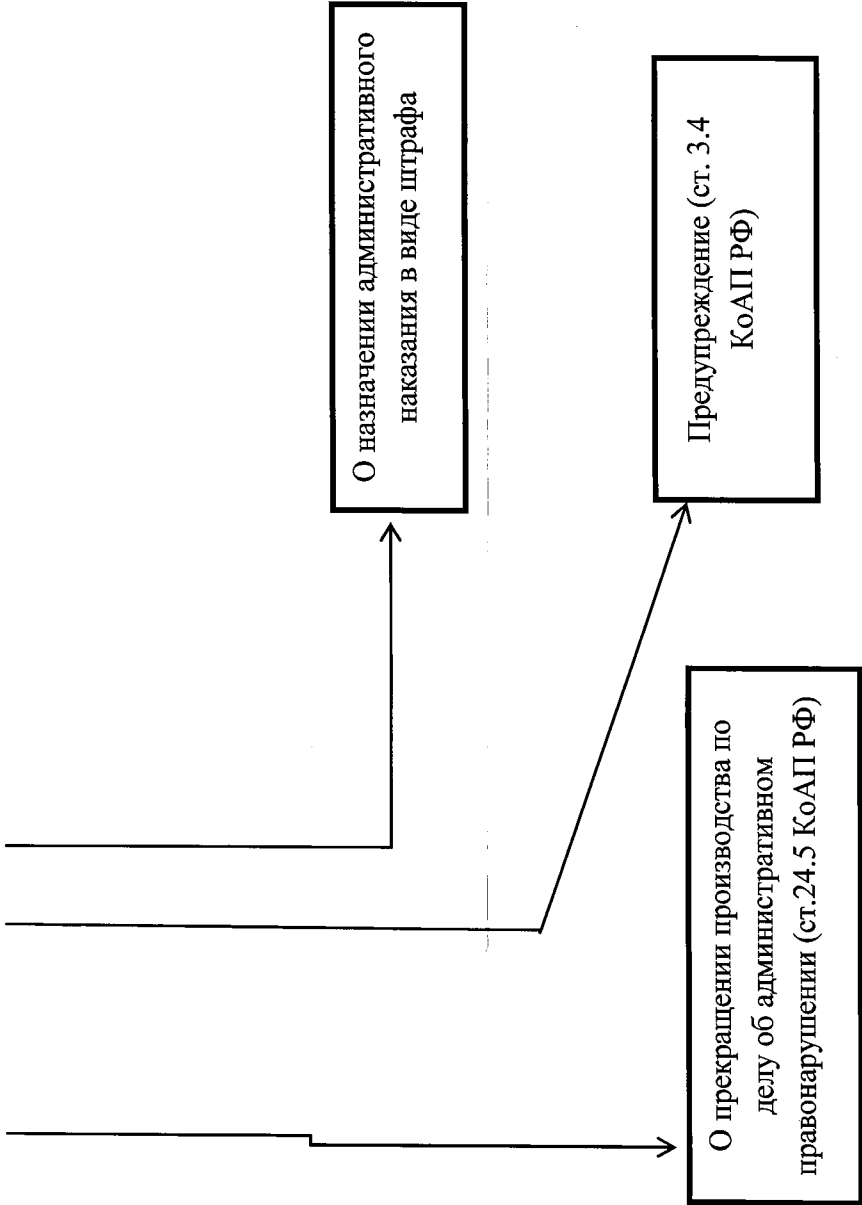 О назначении административного
наказания в виде штрафа
Предупреждение (ст. 3.4
КоАП РФ)
О прекращении производства по
делу об административном
правонарушении (ст.24.5 КоАП РФ)